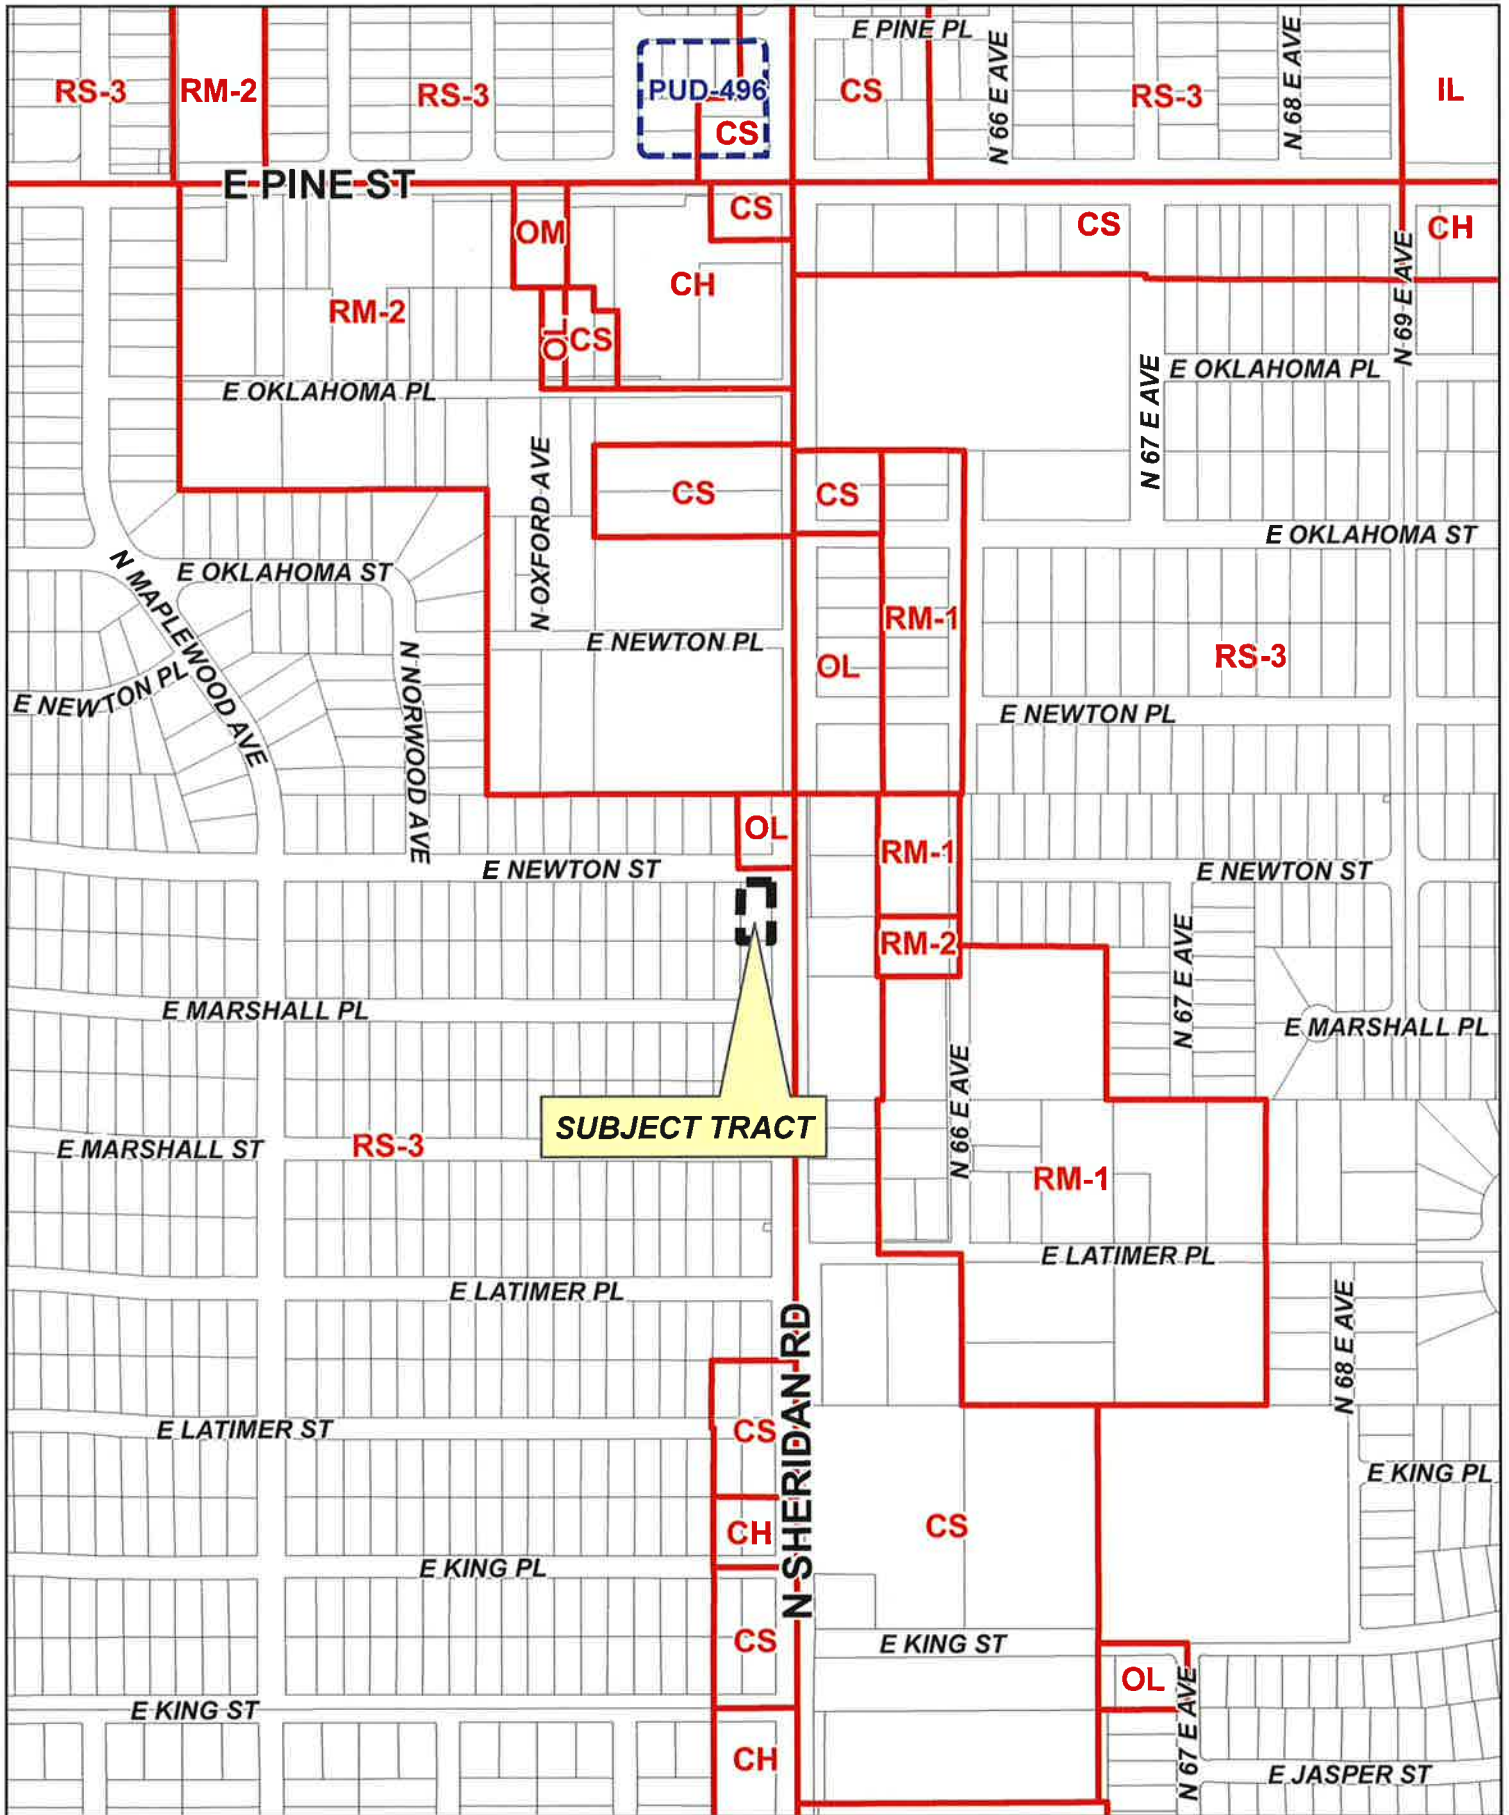 E PINE PL
N 66 E AVE
N 68 E AVE
RS-3
RM-2
RS-3
PUD-496
CS
CS
RS-3
IL
E PINE ST
CS
OM
CS
CH
CH
RM-2
OL
CS
N 69 E AVE
E OKLAHOMA PL
E OKLAHOMA PL
N 67 E AVE
N OXFORD AVE
CS
CS
E OKLAHOMA ST
E OKLAHOMA ST
N MAPLEWOOD AVE
RM-1
E NEWTON PL
OL
RS-3
E NEWTON PL
N NORWOOD AVE
E NEWTON PL
OL
RM-1
E NEWTON ST
E NEWTON ST
RM-2
N 67 E AVE
E MARSHALL PL
E MARSHALL PL
N 66 E AVE
SUBJECT TRACT
E MARSHALL ST
RS-3
RM-1
E LATIMER PL
E LATIMER PL
N SHERIDAN RD
N 68 E AVE
CS
E LATIMER ST
E KING PL
CH
CS
E KING PL
CS
E KING ST
OL
N 67 E AVE
E KING ST
CH
E JASPER ST